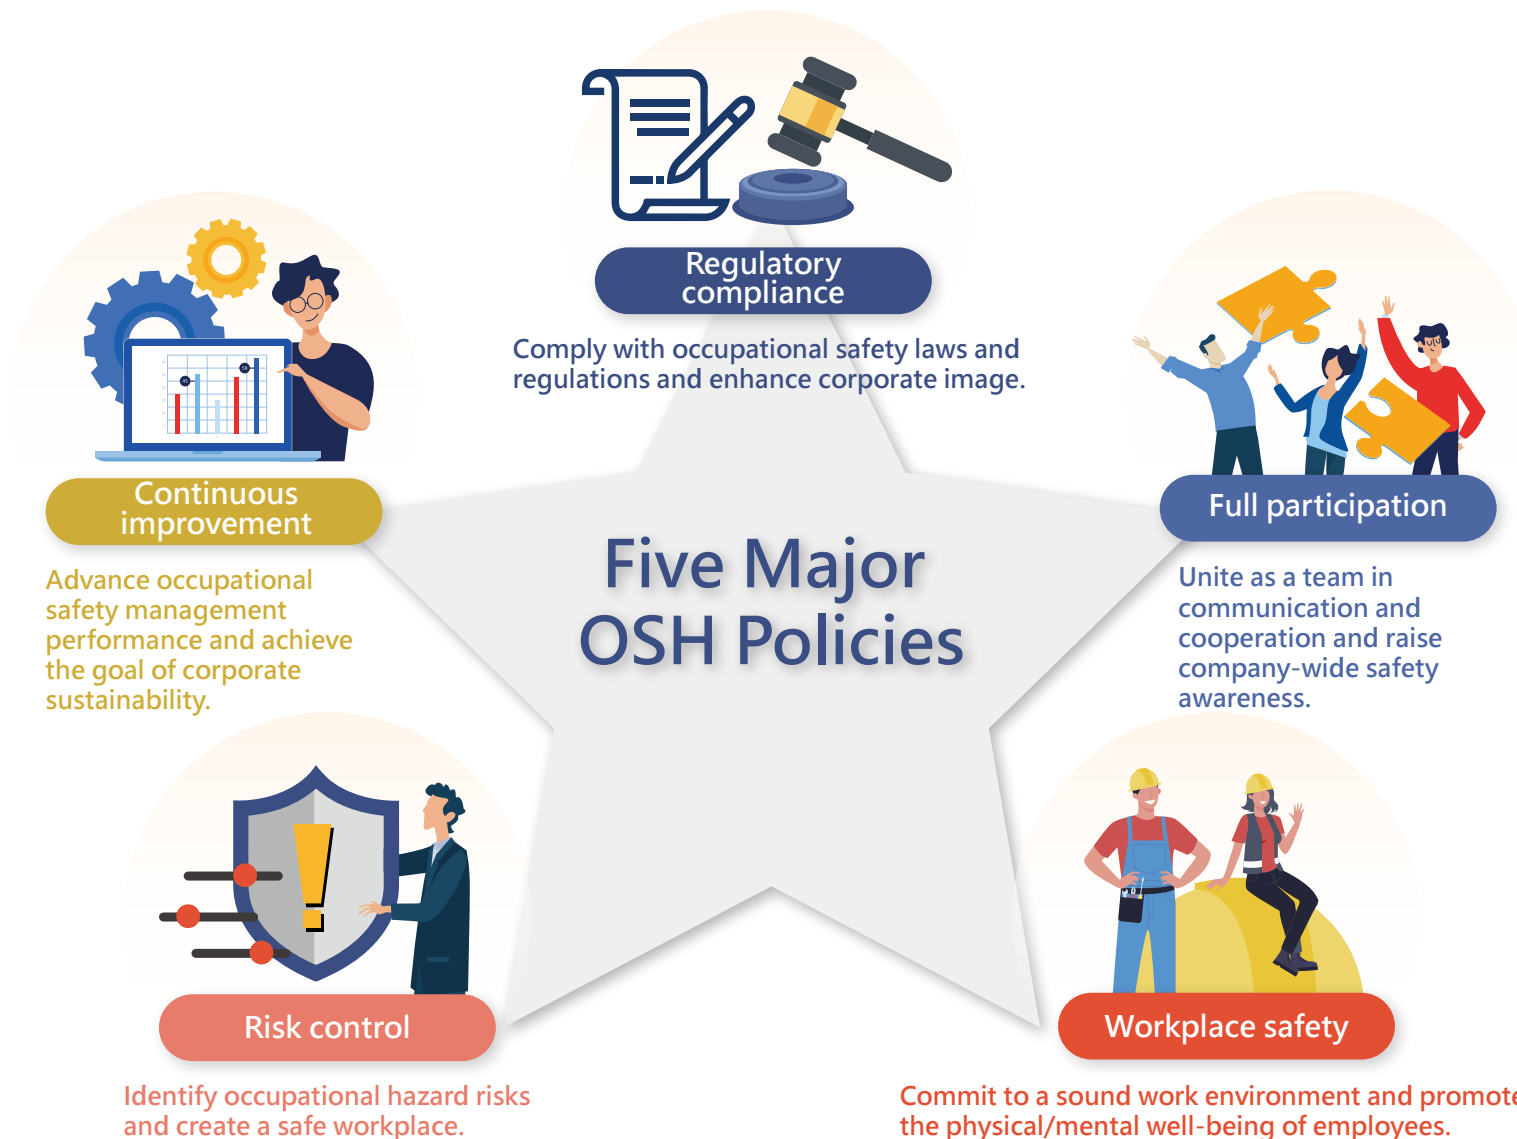 Regulatory
compliance
Comply with occupational safety laws and
regulations and enhance corporate image.
Continuous
improvement
Advance occupational
safety management
performance and achieve
the goal of corporate
sustainability.
Full participation
Unite as a team in
communication and
cooperation and raise
company-wide safety
awareness.
Five Major
OSH Policies
Risk control
Identify occupational hazard risks
and create a safe workplace.
Workplace safety
Commit to a sound work environment and promote
the physical/mental well-being of employees.